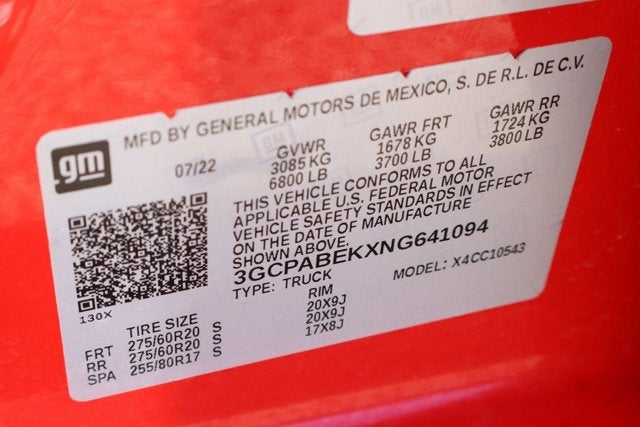 gm
MFD BY GENERAL MOTORS DE MEXICO, S. DE R.L. DE C.V.
07/22
GVWR
3085 KG
6800 LB
GAWR FRT
1678 KG
3700 LB
GAWR RR
1724 KG
3800 LB
THIS VEHICLE CONFORMS TO ALL
APPLICABLE U.S. FEDERAL MOTOR
VEHICLE SAFETY STANDARDS IN EFFECT
ON THE DATE OF MANUFACTURE
SHOWN ABOVE.
3GCPABEKXNG641094
TYPE: TRUCK MODEL: X4CC10543
130X
TIRE SIZE RIM
FRT 275/60R20 S 20X9J
RR 275/60R20 S 20X9J
SPA 255/80R17 S 17X8J